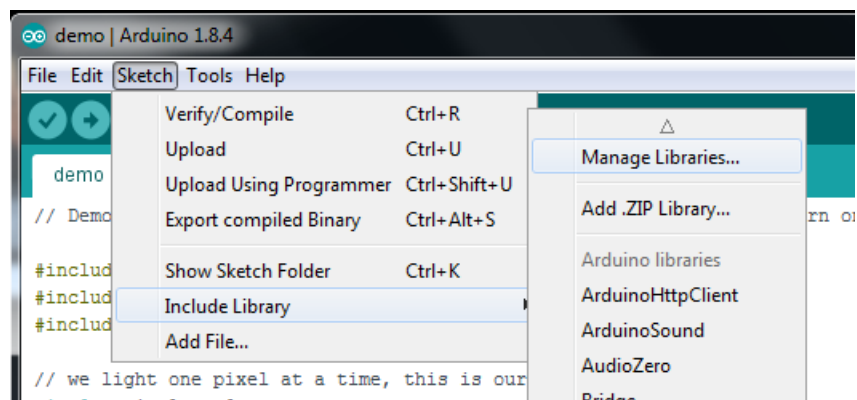 demo | Arduino 1.8.4
File Edit Sketch Tools Help
Verify/Compile Ctrl+R
Upload Ctrl+U
Upload Using Programmer Ctrl+Shift+U
Export compiled Binary Ctrl+Alt+S
Show Sketch Folder Ctrl+K
Include Library
Add File...
Manage Libraries...
Add .ZIP Library...
Arduino libraries
ArduinoHttpClient
ArduinoSound
AudioZero
Bridge
demo
// Demo
#includ
#includ
#includ
// we light one pixel at a time, this is our